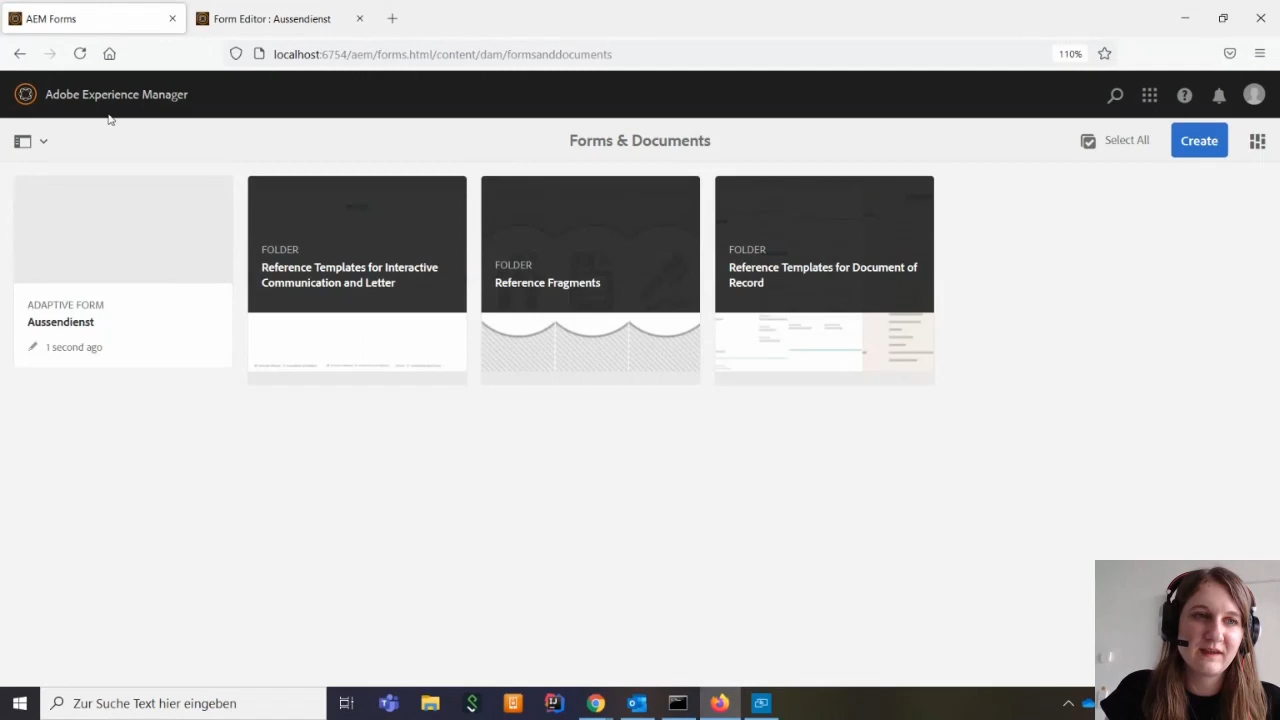 AEM Forms
Form Editor : Aussendienst
localhost:6754/aem/forms.html/content/dam/formsanddocuments
110%
Adobe Experience Manager
Forms & Documents
Select All
Create
ADAPTIVE FORM
Aussendienst
1 second ago
FOLDER
Reference Templates for Interactive
Communication and Letter
FOLDER
Reference Fragments
FOLDER
Reference Templates for Document of
Record
Zur Suche Text hier eingeben